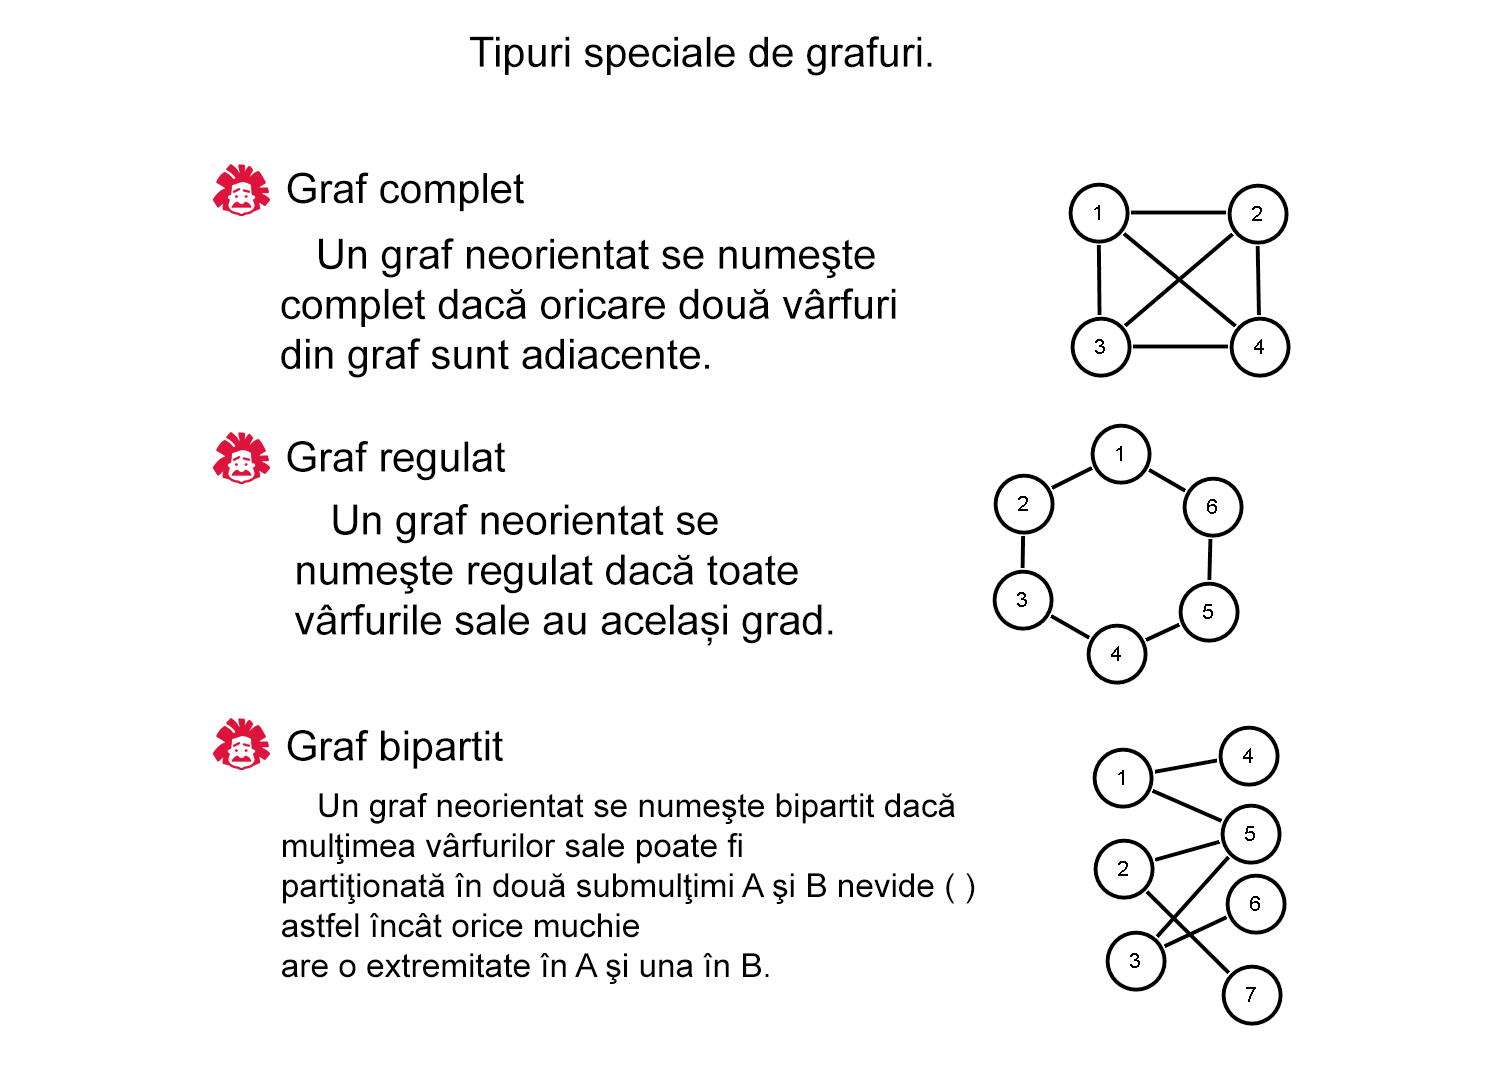 Tipuri speciale de grafuri.
Graf complet
Un graf neorientat se numeşte
complet dacă oricare două vârfuri
din graf sunt adiacente.
1
2
3
4
Graf regulat
Un graf neorientat se
numeşte regulat dacă toate
vârfurile sale au același grad.
1
2
6
3
5
4
Graf bipartit
Un graf neorientat se numeşte bipartit dacă
mulţimea vârfurilor sale poate fi
partiţionată în două submulţimi A şi B nevide ( )
astfel încât orice muchie
are o extremitate în A şi una în B.
4
1
5
2
6
3
7